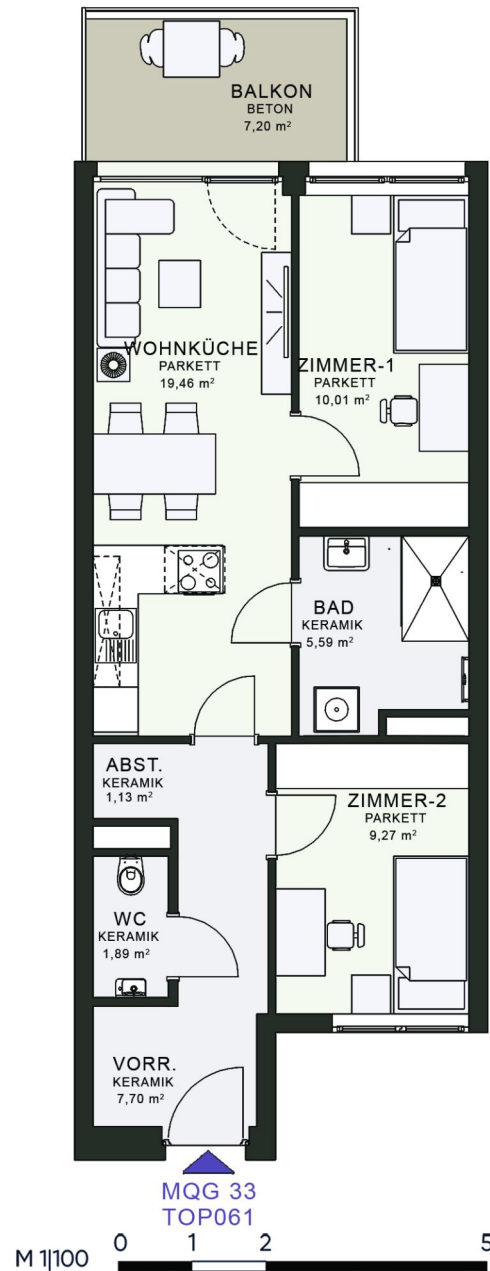 BALKON
BETON
7,20 m²
WOHNKÜCHE
PARKETT
19,46 m²
ZIMMER-1
PARKETT
10,01 m²
BAD
KERAMIK
5,59 m²
ABST.
KERAMIK
1,13 m²
ZIMMER-2
PARKETT
9,27 m²
WC
KERAMIK
1,89 m²
VORR.
KERAMIK
7,70 m²
MQG 33
TOP061
M 1|100 0 1 2 5